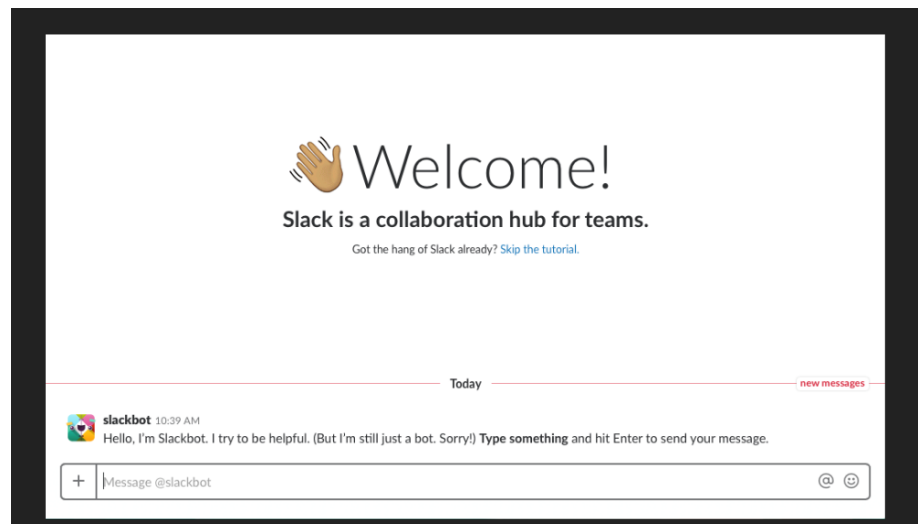 Welcome!
Slack is a collaboration hub for teams.
Got the hang of Slack already? Skip the tutorial.
Today
new messages
slackbot 10:39 AM
Hello, I'm Slackbot. I try to be helpful. (But I'm still just a bot. Sorry!) Type something and hit Enter to send your message.
+ Message @slackbot @